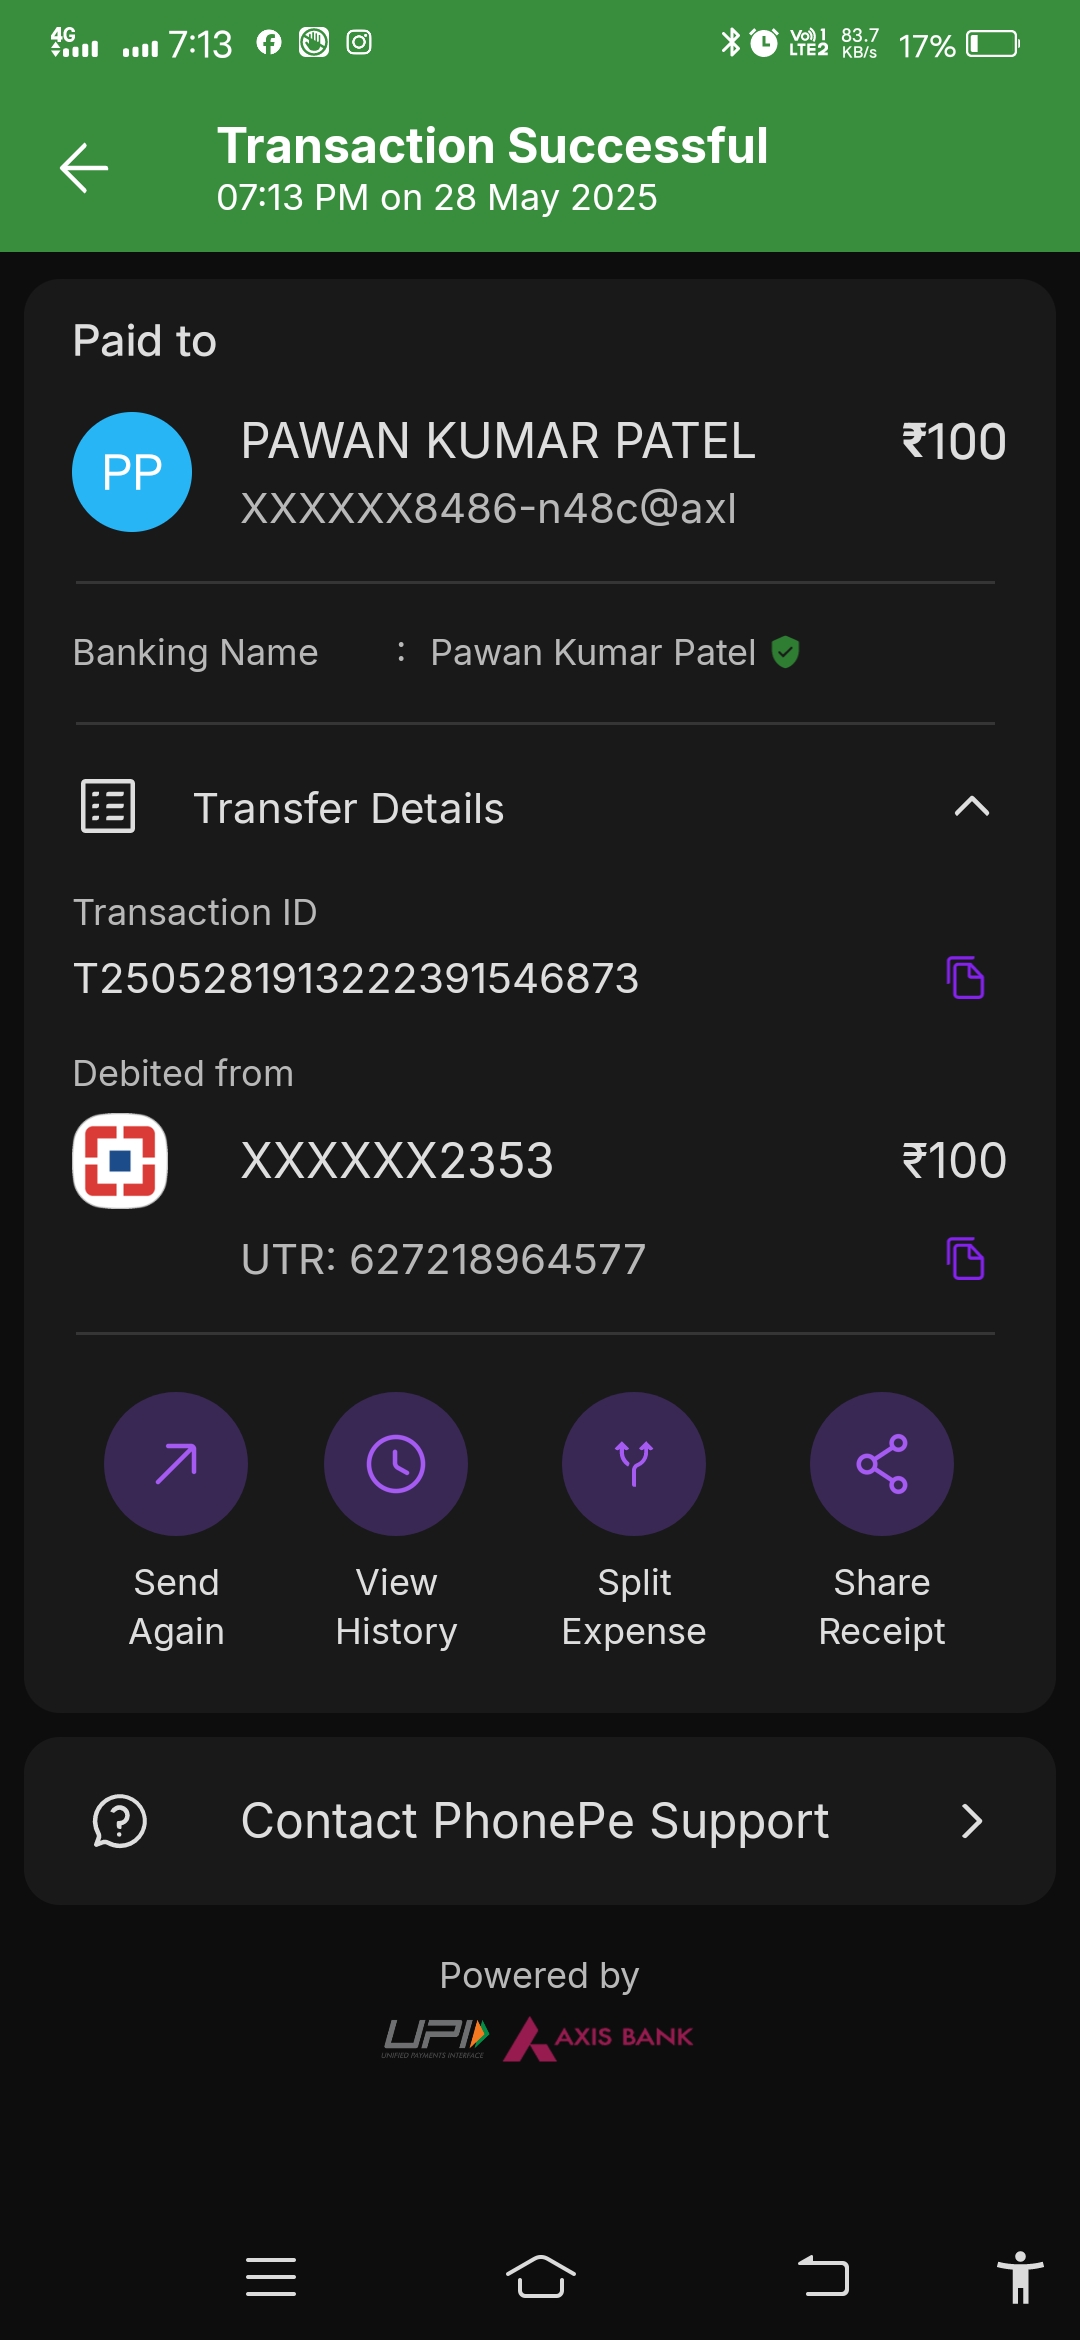 4G 7:13 Vo))1 LTE2 83.7 KB/s 17%
Transaction Successful
07:13 PM on 28 May 2025
Paid to
PP PAWAN KUMAR PATEL ₹100
XXXXXX8486-n48c@axl
Banking Name : Pawan Kumar Patel
Transfer Details
Transaction ID
T2505281913222391546873
Debited from
XXXXXX2353 ₹100
UTR: 627218964577
Send Again
View History
Split Expense
Share Receipt
Contact PhonePe Support
Powered by
UPI AXIS BANK
UNIFIED PAYMENTS INTERFACE